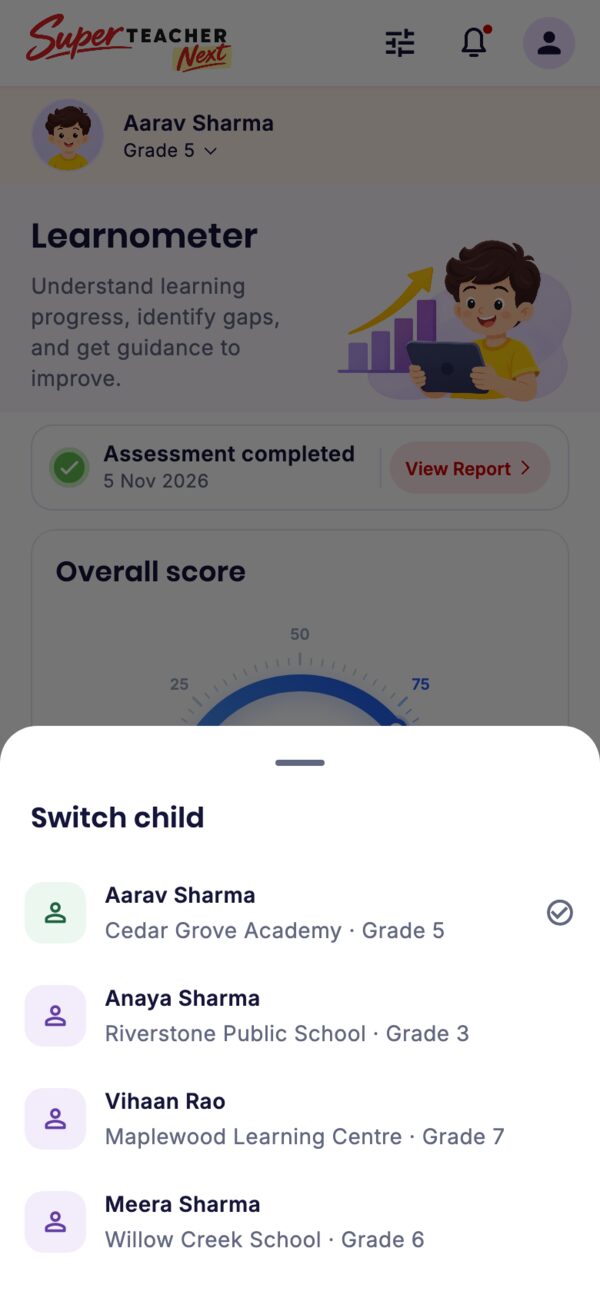 Super TEACHER
Next
Aarav Sharma
Grade 5
Learnometer
Understand learning
progress, identify gaps,
and get guidance to
improve.
Assessment completed
5 Nov 2026
View Report
Overall score
50
25
75
Switch child
Aarav Sharma
Cedar Grove Academy · Grade 5
Anaya Sharma
Riverstone Public School · Grade 3
Vihaan Rao
Maplewood Learning Centre · Grade 7
Meera Sharma
Willow Creek School · Grade 6